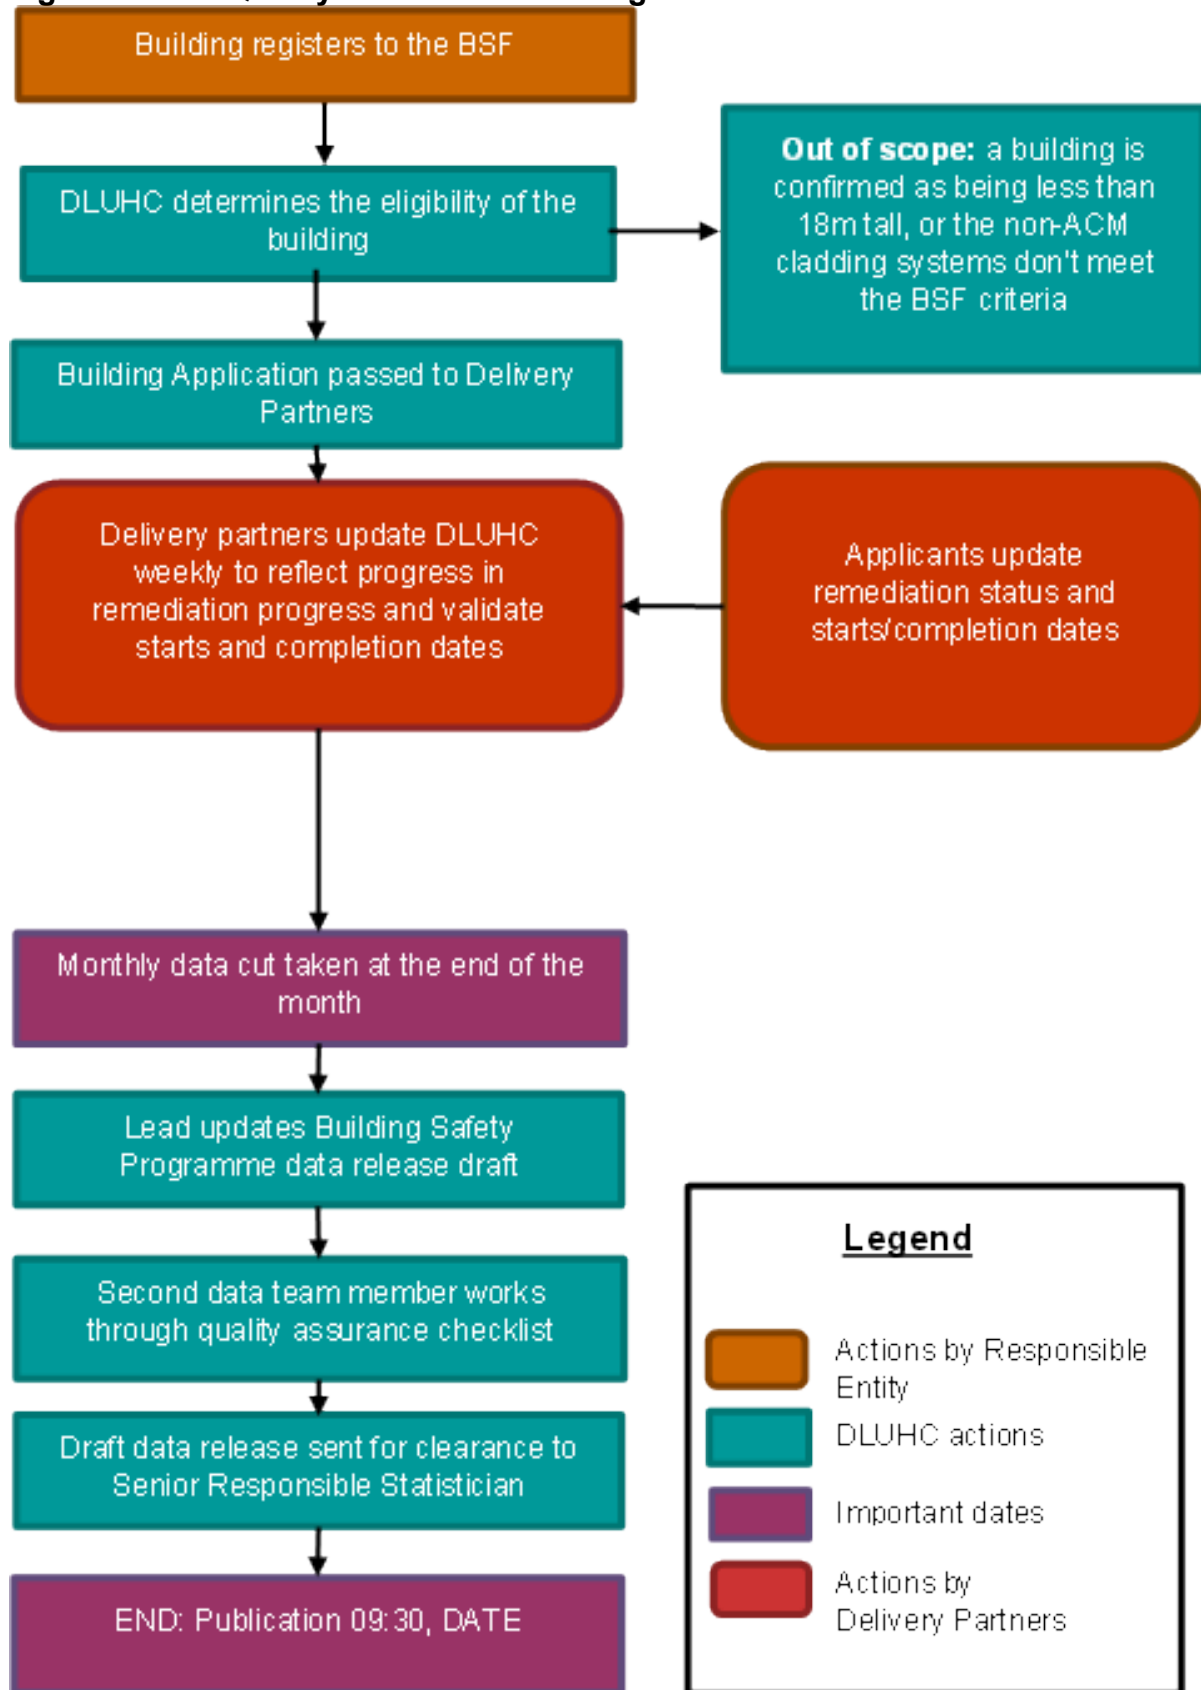 Building registers to the BSF
DLUHC determines the eligibility of the
building
Out of scope: a building is
confirmed as being less than
18m tall, or the non-ACM
cladding systems don't meet
the BSF criteria
Building Application passed to Delivery
Partners
Delivery partners update DLUHC
weekly to reflect progress in
remediation progress and validate
starts and completion dates
Applicants update
remediation status and
starts/completion dates
Monthly data cut taken at the end of the
month
Lead updates Building Safety
Programme data release draft
Second data team member works
through quality assurance checklist
Draft data release sent for clearance to
Senior Responsible Statistician
END: Publication 09:30, DATE
Legend
Actions by Responsible
Entity
DLUHC actions
Important dates
Actions by
Delivery Partners